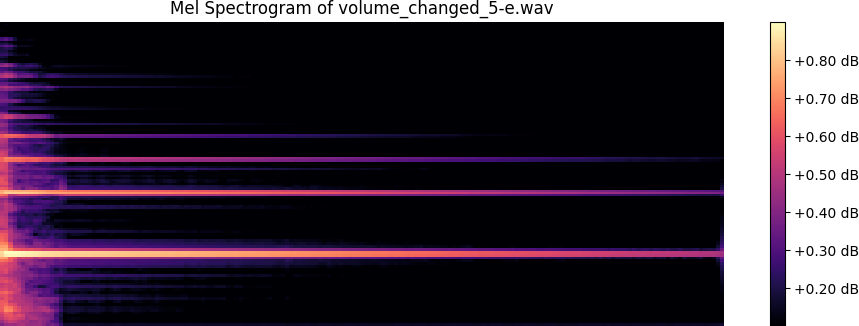 Mel Spectrogram of volume_changed_5-e.wav
+0.80 dB
+0.70 dB
+0.60 dB
+0.50 dB
+0.40 dB
+0.30 dB
+0.20 dB